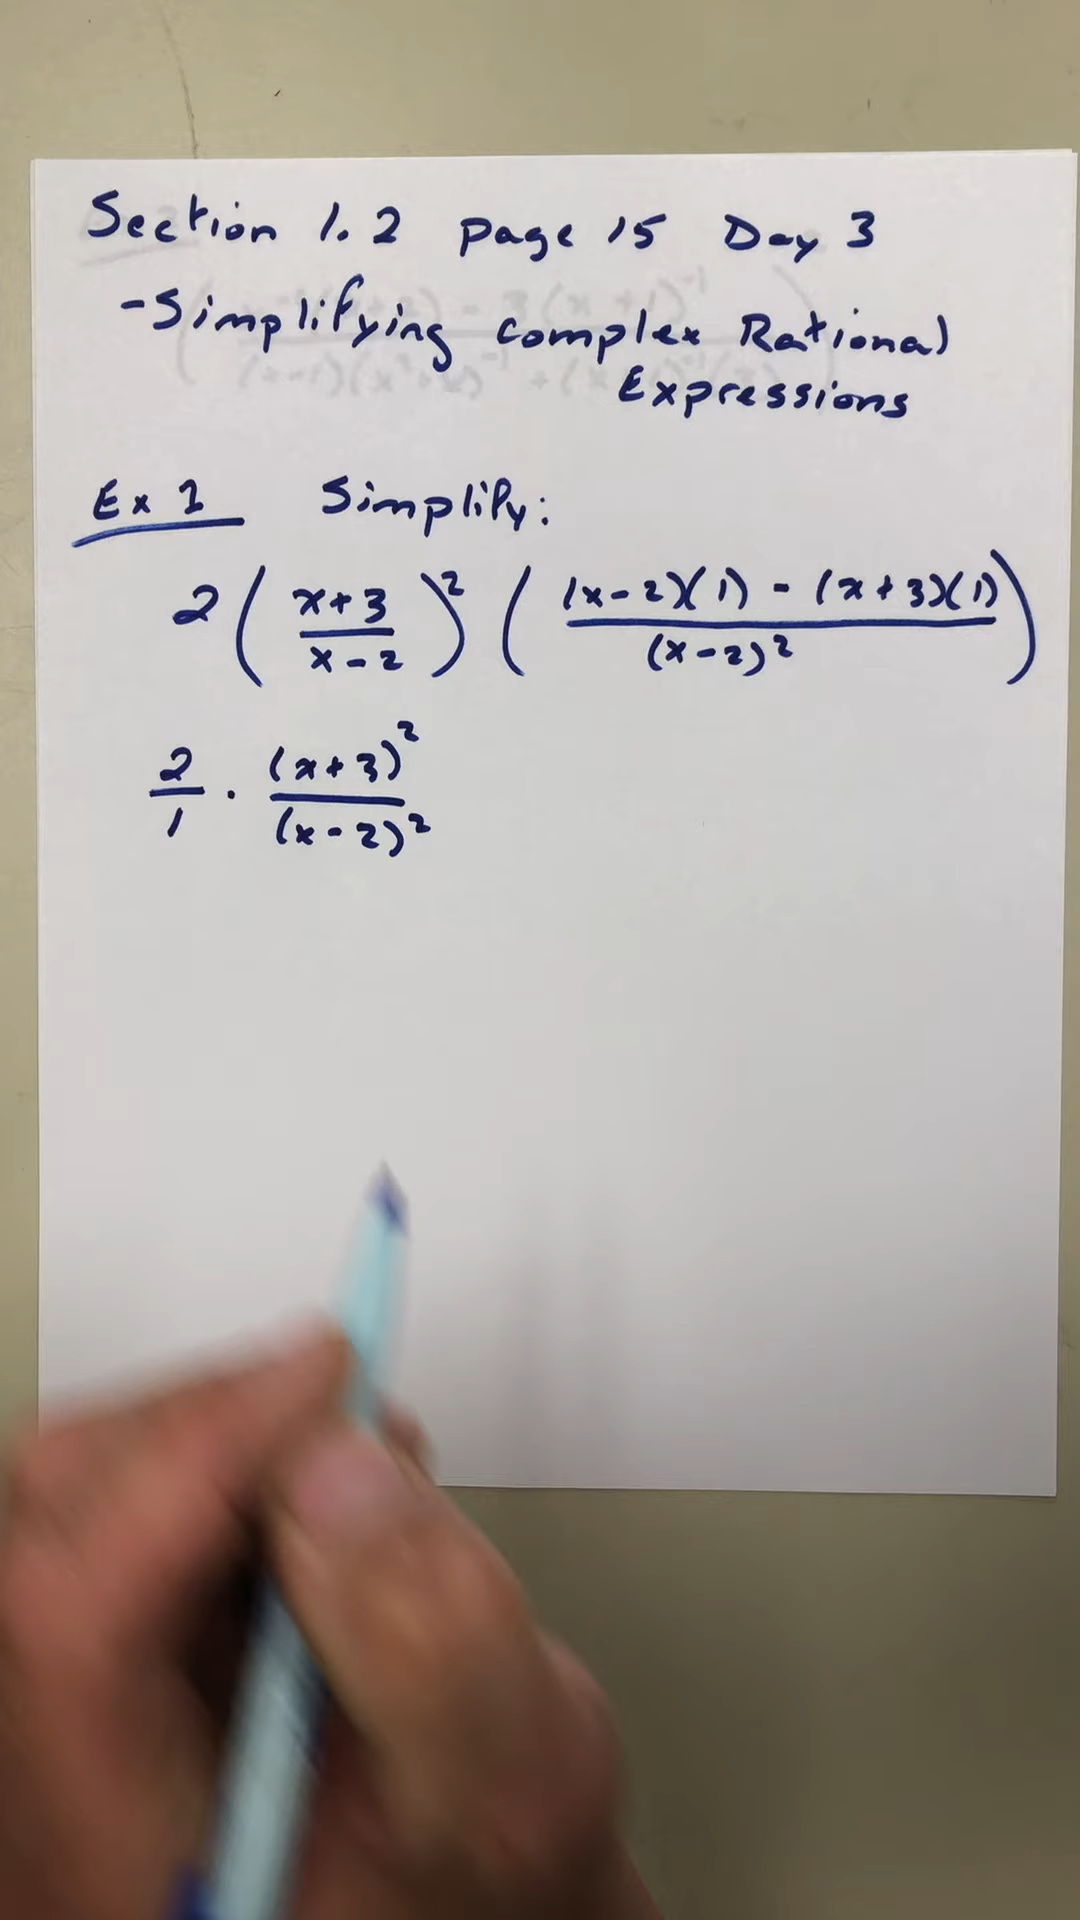 Section 1.2 page 15 Day 3
- Simplifying complex Rational
Expressions
Ex 1 Simplify:
2 ( (x+3)/(x-2) )² ( ((x-2)(1) - (x+3)(1))/(x-2)² )
2/1 · (x+3)²/(x-2)²